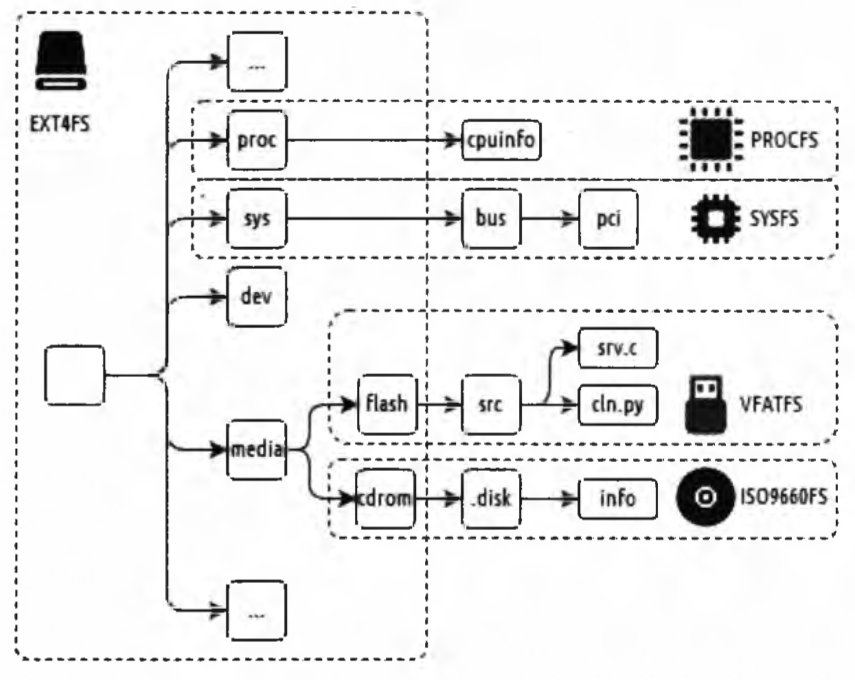 ...
EXT4FS
proc
cpuinfo
PROCFS
sys
bus
pci
SYSFS
dev
srv.c
flash
src
cln.py
VFATFS
media
cdrom
.disk
info
ISO9660FS
...